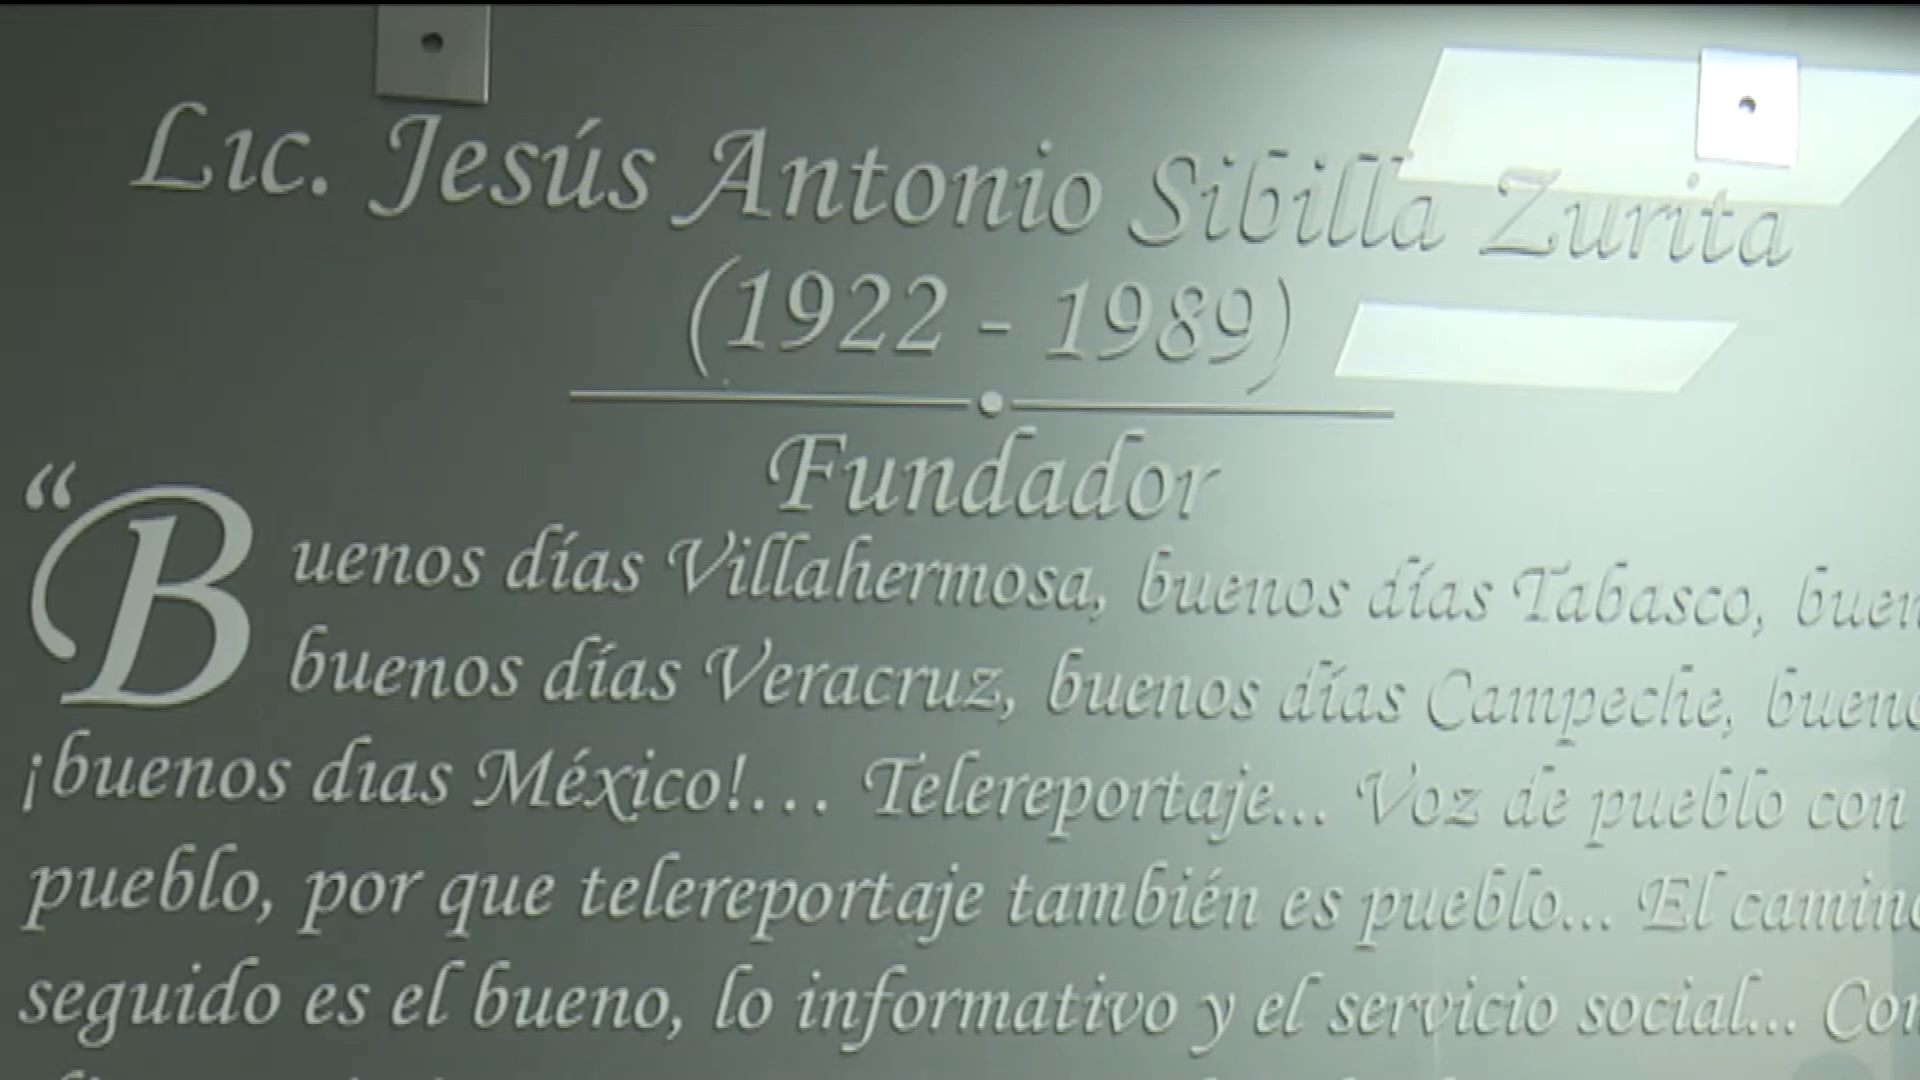 Lic. Jesús Antonio Sibilla Zurita
(1922 - 1989)
Fundador
“Buenos días Villahermosa, buenos días Tabasco,
buenos días Veracruz, buenos días Campeche,
¡buenos dıas México!... Telereportaje... Voz de pueblo con
pueblo, por que telereportaje también es pueblo... El
seguido es el bueno, lo informativo y el servicio social...